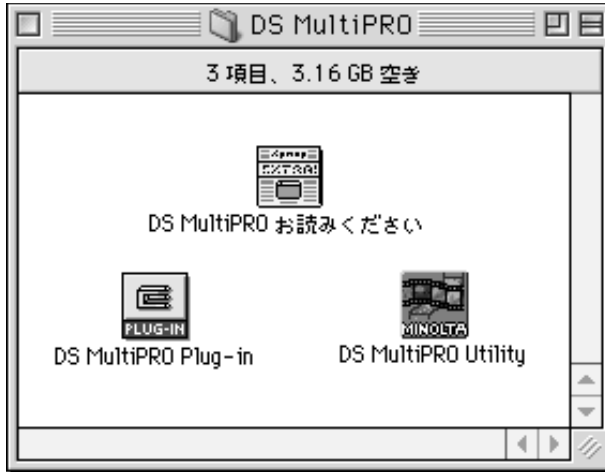 DS MultiPRO
3 項目、3.16 GB 空き
EXTRA!
DS MultiPRO お読みください
PLUG-IN
DS MultiPRO Plug-in
MINOLTA
DS MultiPRO Utility